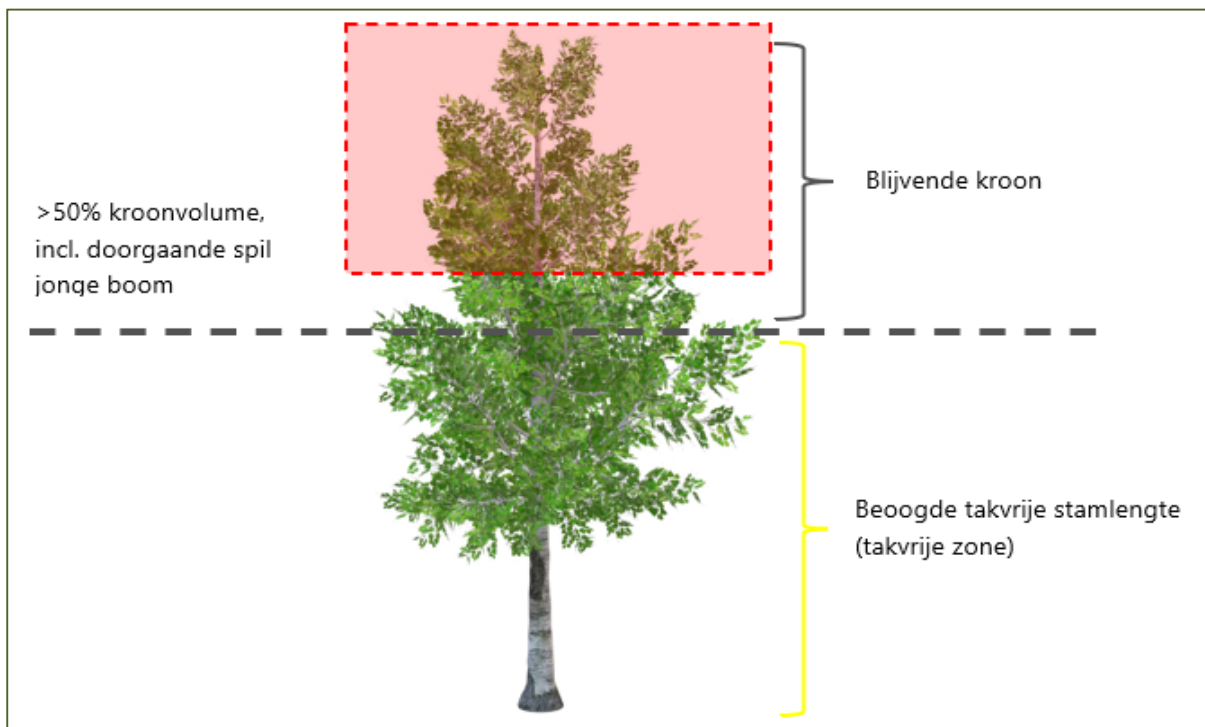 >50% kroonvolume,
incl. doorgaande spil
jonge boom
Blijvende kroon
Beoogde takvrije stamlengte
(takvrije zone)